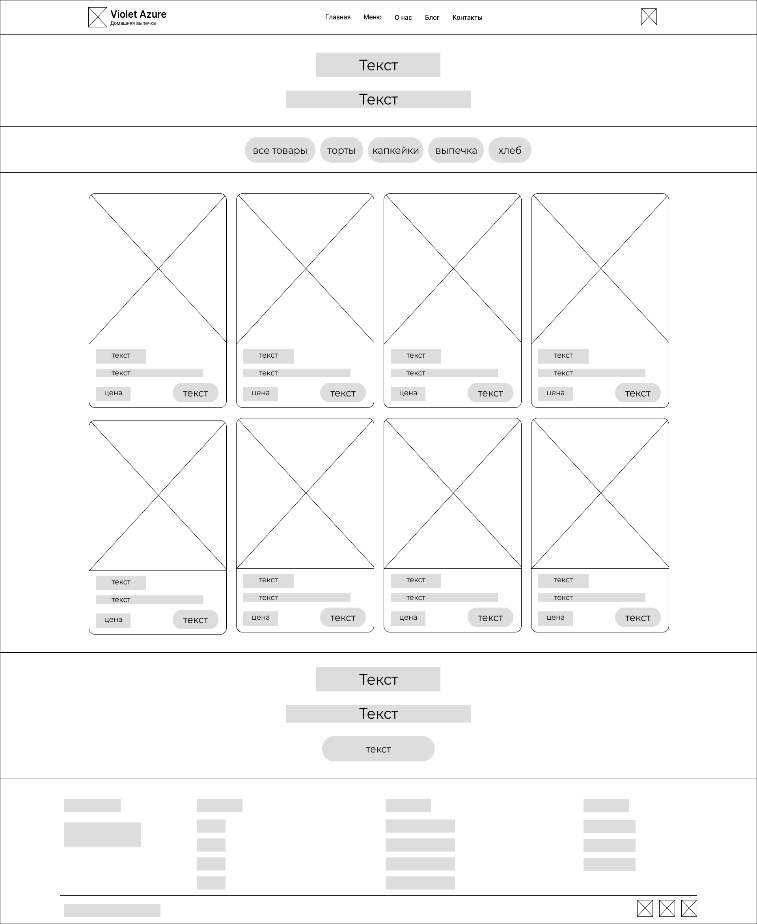 Violet Azure
Домашняя выпечка
Главная Меню О нас Блог Контакты
Текст
Текст
все товары торты капкейки выпечка хлеб
текст текст текст текст
текст текст текст текст
цена текст цена текст цена текст цена текст
текст текст текст текст
текст текст текст текст
цена текст цена текст цена текст цена текст
Текст
Текст
текст